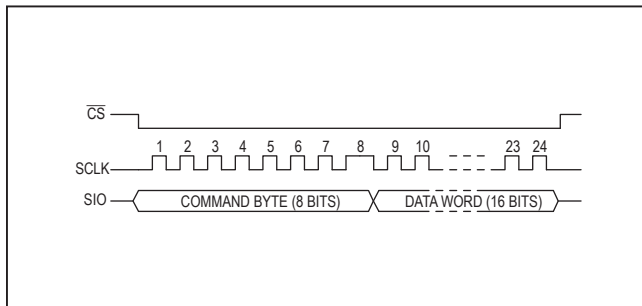 CS
1 2 3 4 5 6 7 8 9 10 23 24
SCLK
SIO COMMAND BYTE (8 BITS) DATA WORD (16 BITS)